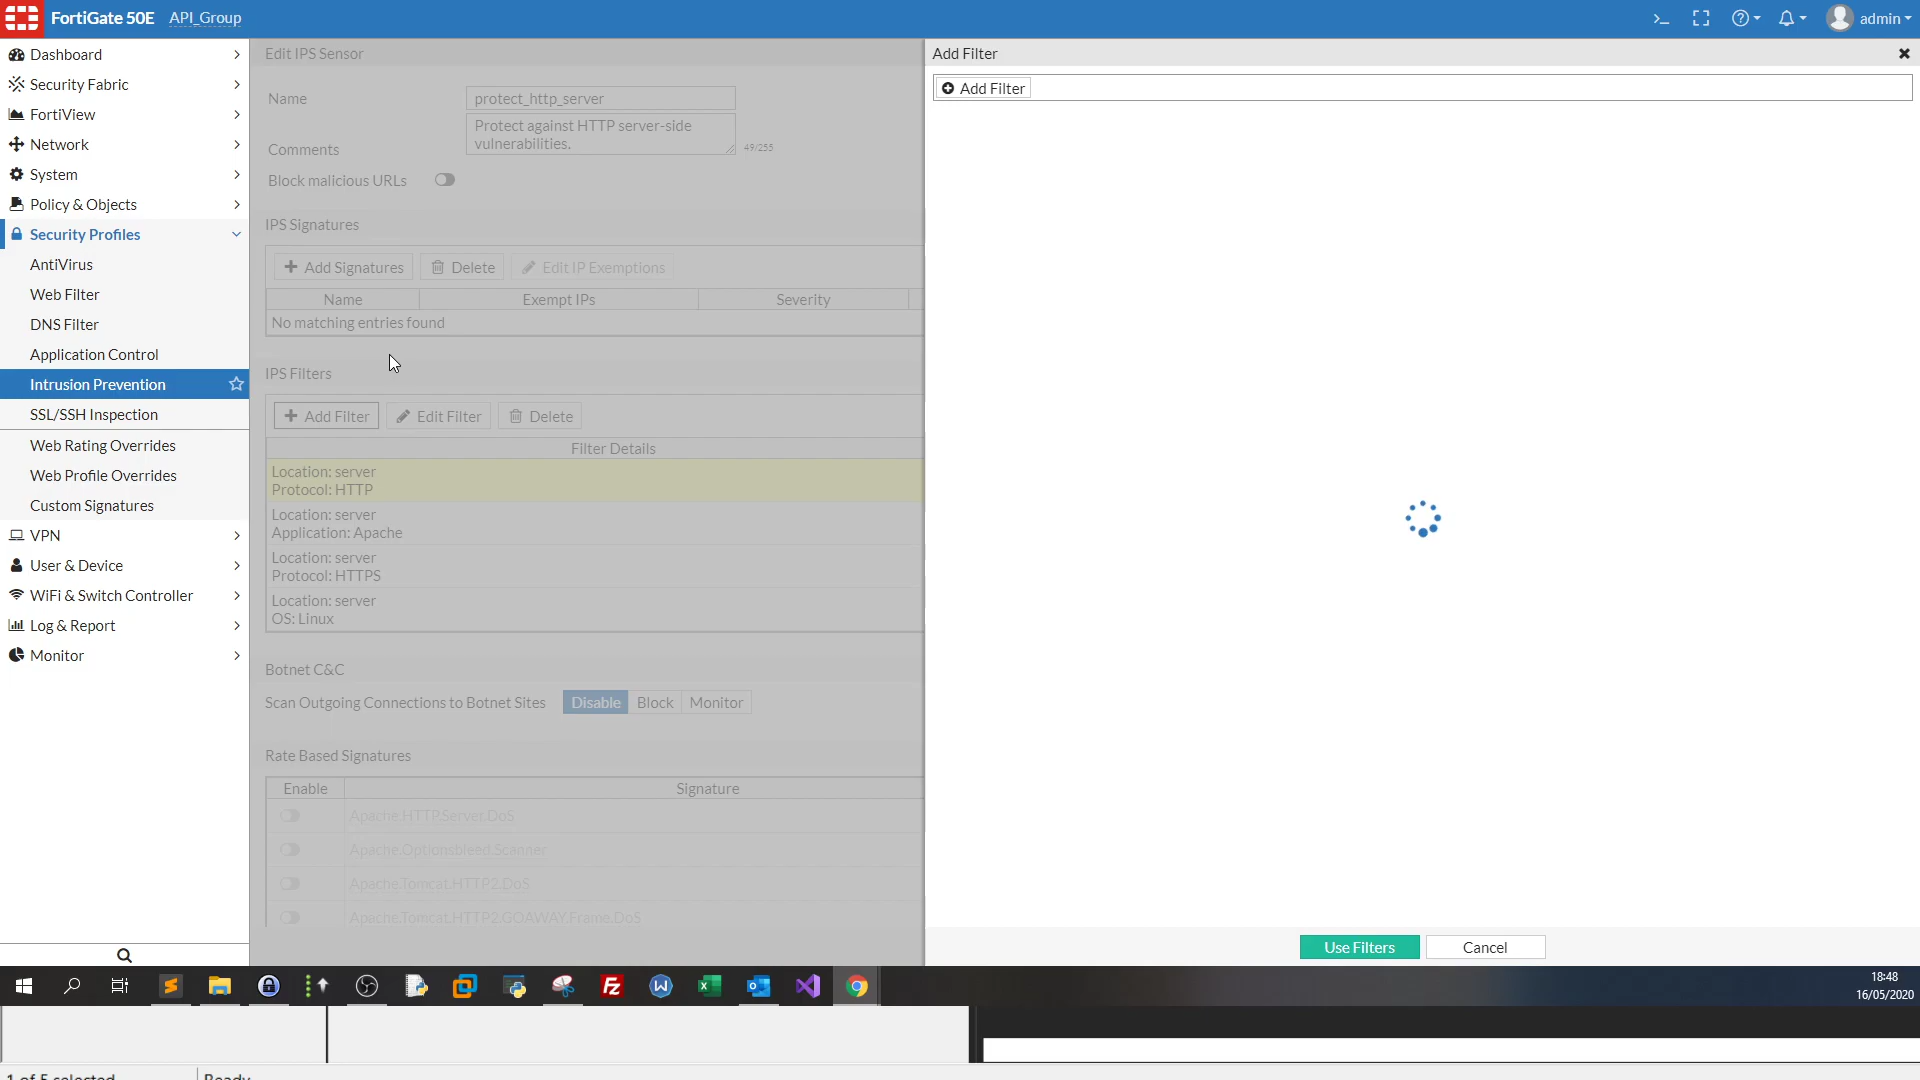 FortiGate 50E
API_Group
admin
Dashboard
Security Fabric
FortiView
Network
System
Policy & Objects
Security Profiles
AntiVirus
Web Filter
DNS Filter
Application Control
Intrusion Prevention
SSL/SSH Inspection
Web Rating Overrides
Web Profile Overrides
Custom Signatures
VPN
User & Device
WiFi & Switch Controller
Log & Report
Monitor
Edit IPS Sensor
Name
protect_http_server
Comments
Protect against HTTP server-side
vulnerabilities.
49/255
Block malicious URLs
IPS Signatures
Add Signatures
Delete
Edit IP Exemptions
Name
Exempt IPs
Severity
No matching entries found
IPS Filters
Add Filter
Edit Filter
Delete
Filter Details
Location: server
Protocol: HTTP
Location: server
Application: Apache
Location: server
Protocol: HTTPS
Location: server
OS: Linux
Botnet C&C
Scan Outgoing Connections to Botnet Sites
Disable
Block
Monitor
Rate Based Signatures
Enable
Signature
Apache.HTTP.Server.DoS
Apache.Optionsbleed.Scanner
Apache.Tomcat.HTTP2.DoS
Apache.Tomcat.HTTP2.GOAWAY.Frame.DoS
Add Filter
Add Filter
Use Filters
Cancel
18:48
16/05/2020
1 of 5 selected
Ready